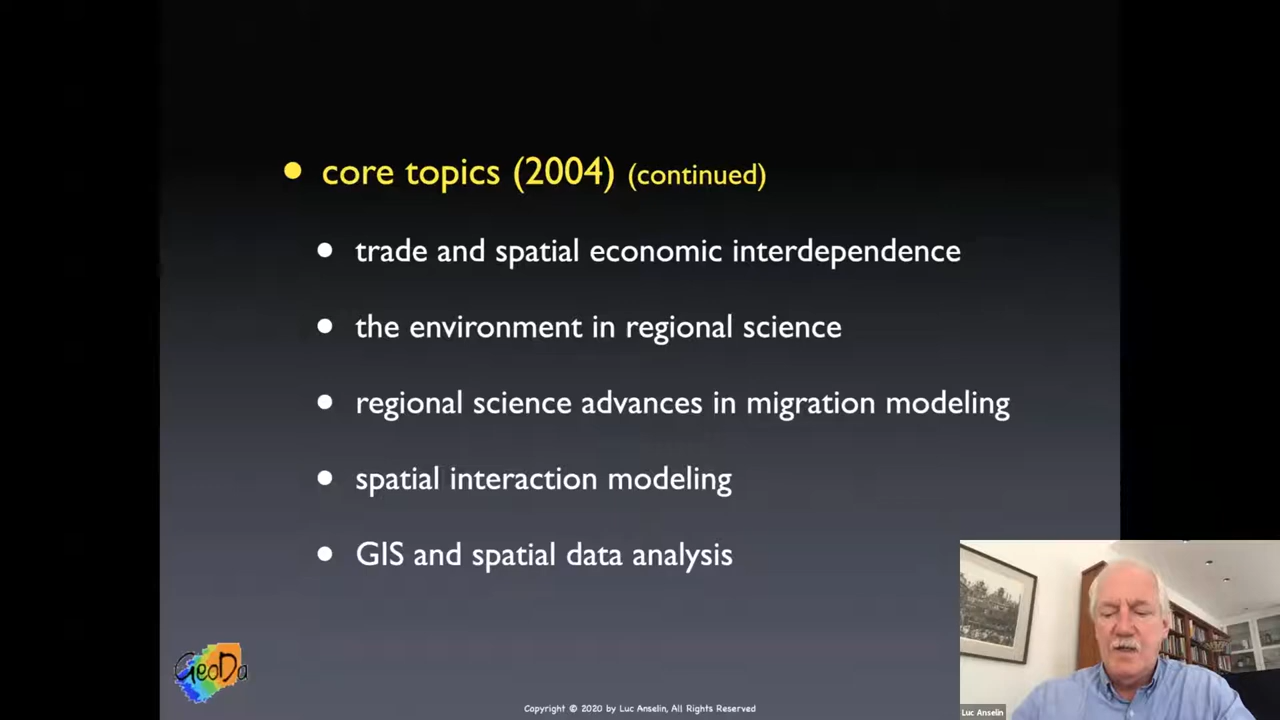 core topics (2004) (continued)
trade and spatial economic interdependence
the environment in regional science
regional science advances in migration modeling
spatial interaction modeling
GIS and spatial data analysis
GeoDa
Copyright © 2020 by Luc Anselin, All Rights Reserved
Luc Anselin